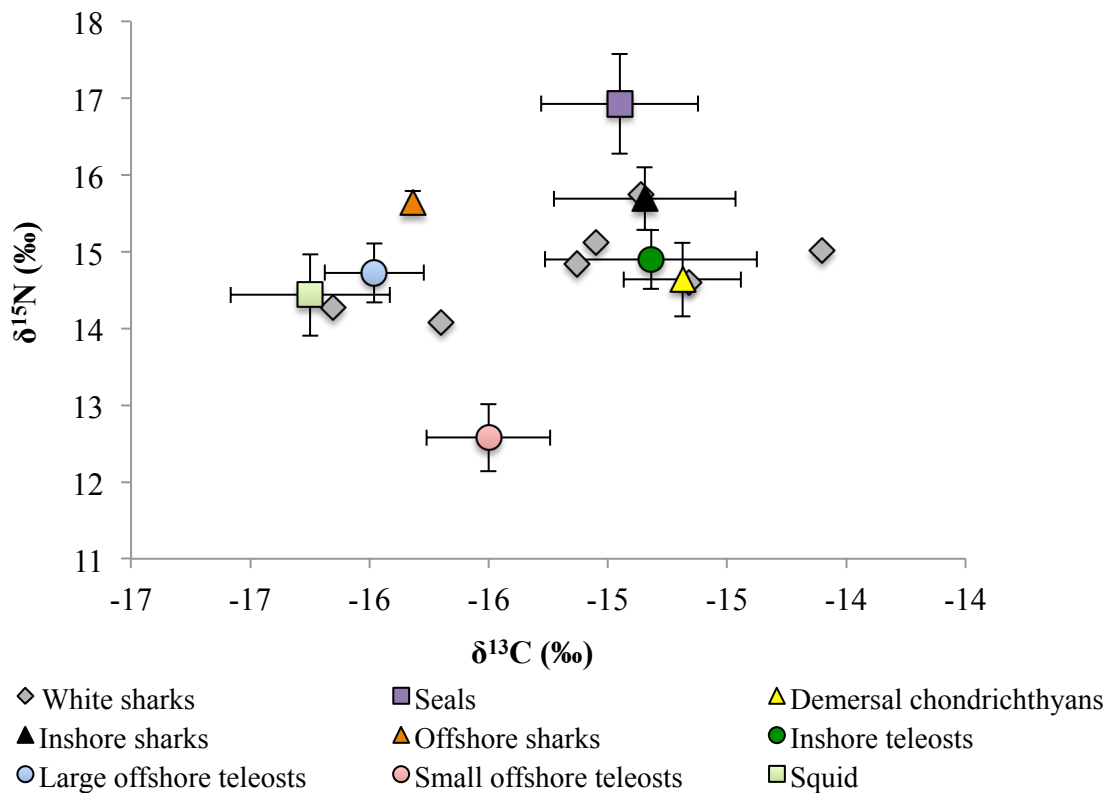 18
17
16
15
14
13
12
11
δ¹⁵N (‰)
-17 -17 -16 -16 -15 -15 -14 -14
δ¹³C (‰)
White sharks Seals Demersal chondrichthyans
Inshore sharks Offshore sharks Inshore teleosts
Large offshore teleosts Small offshore teleosts Squid